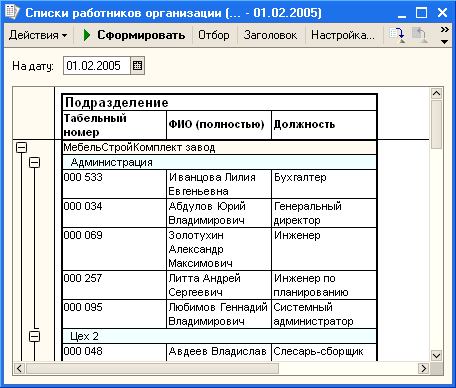 Списки работников организации (... - 01.02.2005)
Действия Сформировать Отбор Заголовок Настройка...
На дату: 01.02.2005
Подразделение
Табельный номер ФИО (полностью) Должность
МебельСтройКомплект завод
Администрация
000 533 Иванцова Лилия Евгеньевна Бухгалтер
000 034 Абдулов Юрий Владимирович Генеральный директор
000 069 Золотухин Александр Максимович Инженер
000 257 Литта Андрей Сергеевич Инженер по планированию
000 095 Любимов Геннадий Владимирович Системный администратор
Цех 2
000 048 Авдеев Владислав Слесарь-сборщик